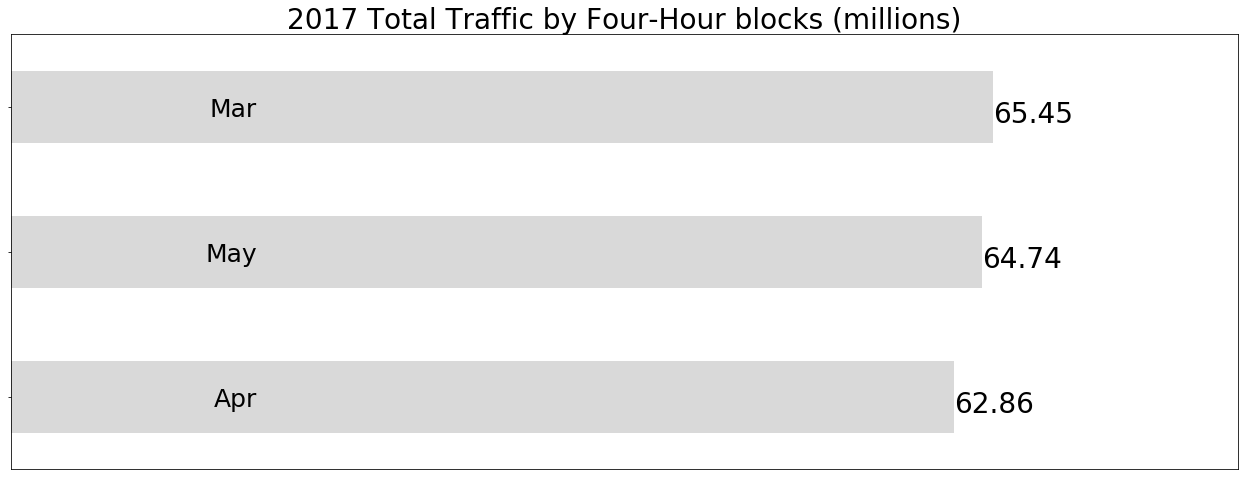 2017 Total Traffic by Four-Hour blocks (millions)
Mar 65.45
May 64.74
Apr 62.86